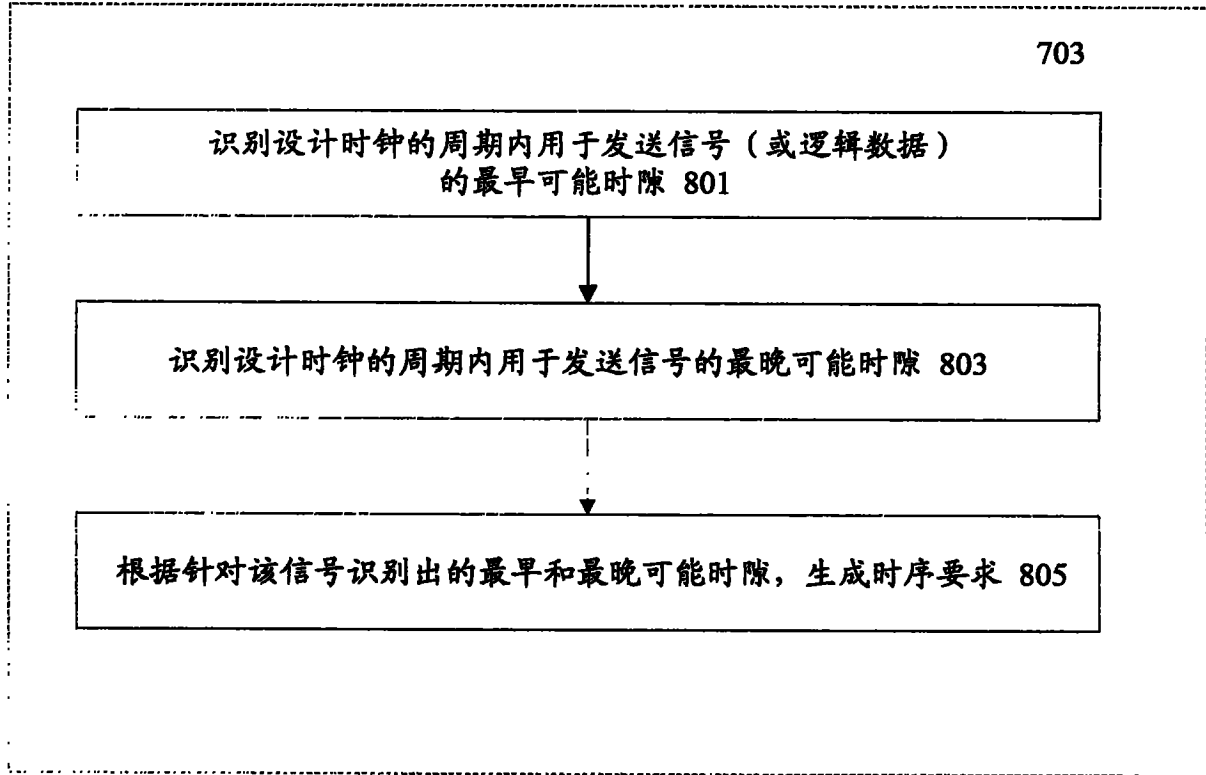 703
识别设计时钟的周期内用于发送信号（或逻辑数据）
的最早可能时隙 801
识别设计时钟的周期内用于发送信号的最晚可能时隙 803
根据针对该信号识别出的最早和最晚可能时隙，生成时序要求 805